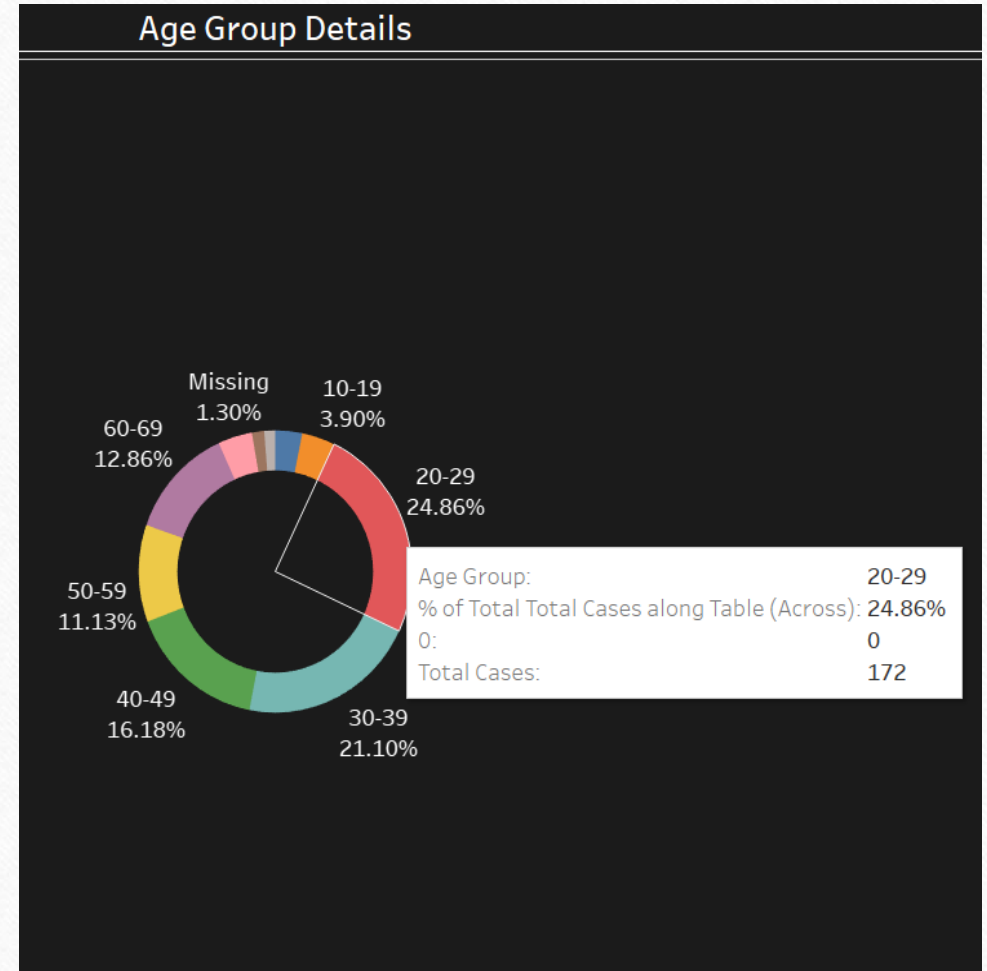 Age Group Details
Missing
1.30%
10-19
3.90%
60-69
12.86%
20-29
24.86%
Age Group: 20-29
% of Total Total Cases along Table (Across): 24.86%
0: 0
Total Cases: 172
50-59
11.13%
40-49
16.18%
30-39
21.10%